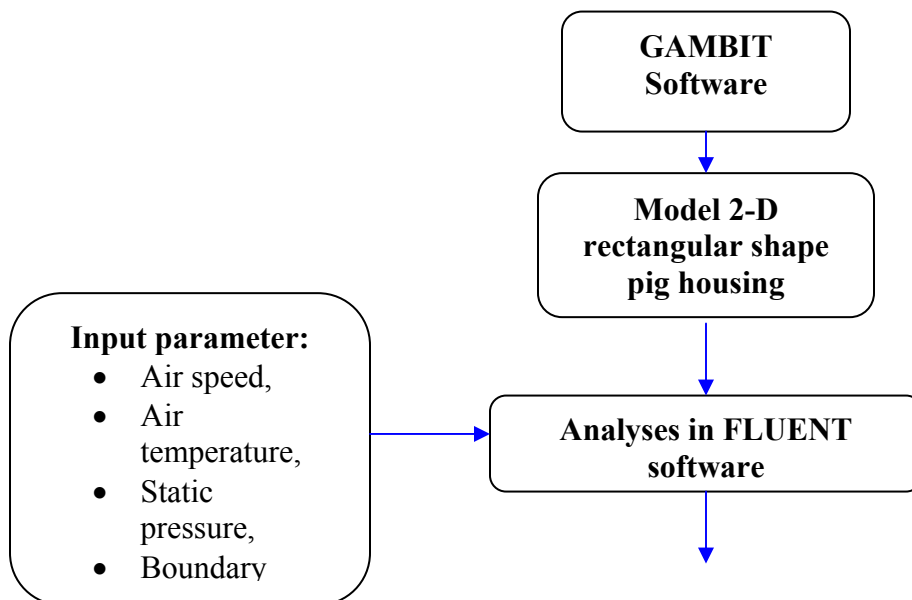 GAMBIT
Software
Model 2-D
rectangular shape
pig housing
Input parameter:
• Air speed,
• Air
temperature,
• Static
pressure,
• Boundary
Analyses in FLUENT
software